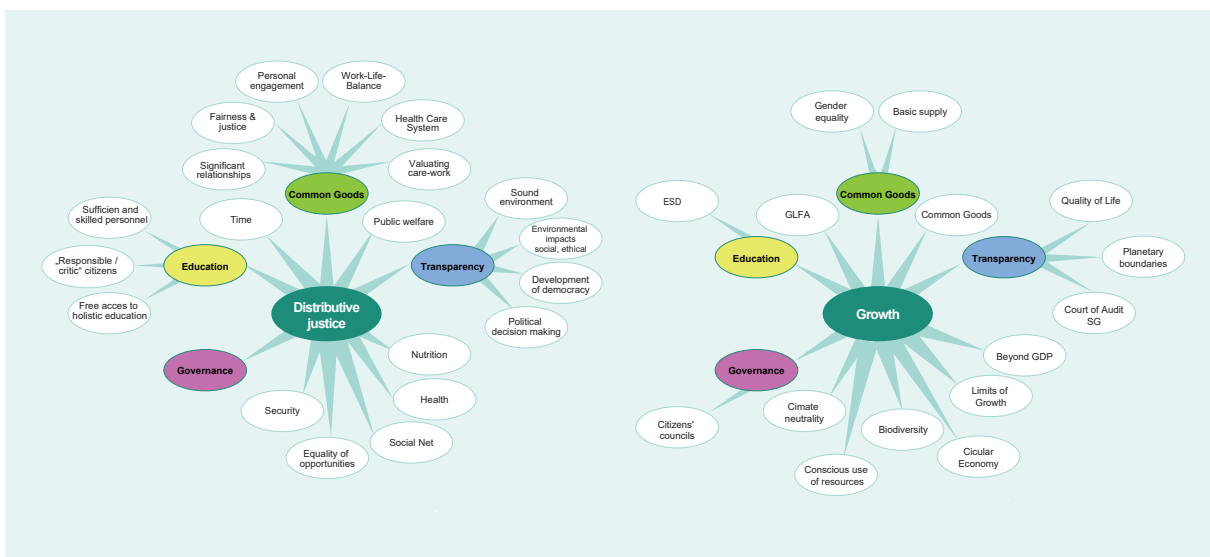 Personal
engagement
Work-Life-
Balance
Fairness &
justice
Health Care
System
Significant
relationships
Valuating
care-work
Common Goods
Sufficien and
skilled personnel
Time
Public welfare
Sound
environment
„Responsible /
critic“ citizens
Education
Transparency
Environmental
impacts
social, ethical
Free acces to
holistic education
Development
of democracy
Distributive
justice
Political
decision making
Governance
Nutrition
Security
Health
Equality of
opportunities
Social Net
Gender
equality
Basic supply
Common Goods
ESD
GLFA
Common Goods
Quality of Life
Education
Transparency
Planetary
boundaries
Growth
Court of Audit
SG
Governance
Beyond GDP
Citizens'
councils
Cimate
neutrality
Limits of
Growth
Biodiversity
Conscious use
of resources
Cicular
Economy